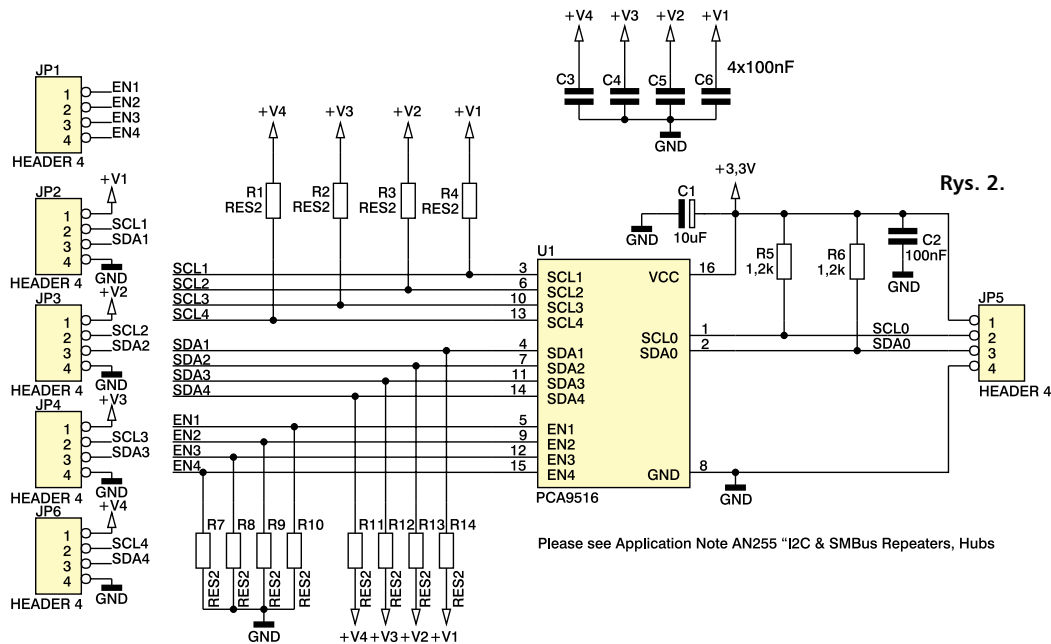 +V4 +V3 +V2 +V1
C3 C4 C5 C6 4x100nF
GND
JP1
1 EN1
2 EN2
3 EN3
4 EN4
HEADER 4
JP2
+V1
1
2 SCL1
3 SDA1
4
GND
HEADER 4
JP3
+V2
1
2 SCL2
3 SDA2
4
GND
HEADER 4
JP4
+V3
1
2 SCL3
3 SDA3
4
GND
HEADER 4
JP6
+V4
1
2 SCL4
3 SDA4
4
GND
HEADER 4
+V4 +V3 +V2 +V1
R1 R2 R3 R4
RES2 RES2 RES2 RES2
+3,3V
Rys. 2.
C1
GND
10uF
R5
1,2k
R6
1,2k
C2
100nF
GND
U1
SCL1 3 SCL1
SCL2 6 SCL2
SCL3 10 SCL3
SCL4 13 SCL4
SDA1 4 SDA1
SDA2 7 SDA2
SDA3 11 SDA3
SDA4 14 SDA4
EN1 5 EN1
EN2 9 EN2
EN3 12 EN3
EN4 15 EN4
VCC 16
SCL0 1 SCL0
SDA0 2 SDA0
GND 8
GND
PCA9516
JP5
1
2
3
4
HEADER 4
R7 R8 R9 R10 R11 R12 R13 R14
RES2 RES2 RES2 RES2 RES2 RES2 RES2 RES2
GND
+V4 +V3 +V2 +V1
Please see Application Note AN255 “I2C & SMBus Repeaters, Hubs